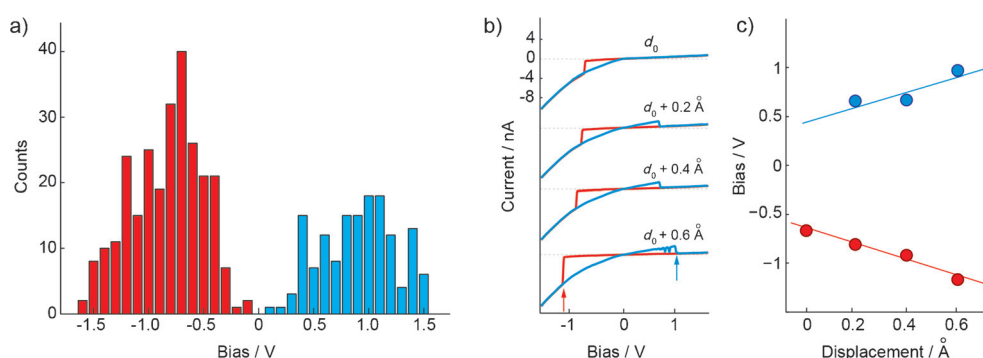 a)
Counts
40
30
20
10
0
-1.5
-1.0
-0.5
0
0.5
1.0
1.5
Bias / V
b)
Current / nA
4
0
-4
-8
d0
d0 + 0.2 Å
d0 + 0.4 Å
d0 + 0.6 Å
-1
0
1
Bias / V
c)
Bias / V
1
0.5
0
−0.5
−1
0
0.2
0.4
0.6
Displacement / Å